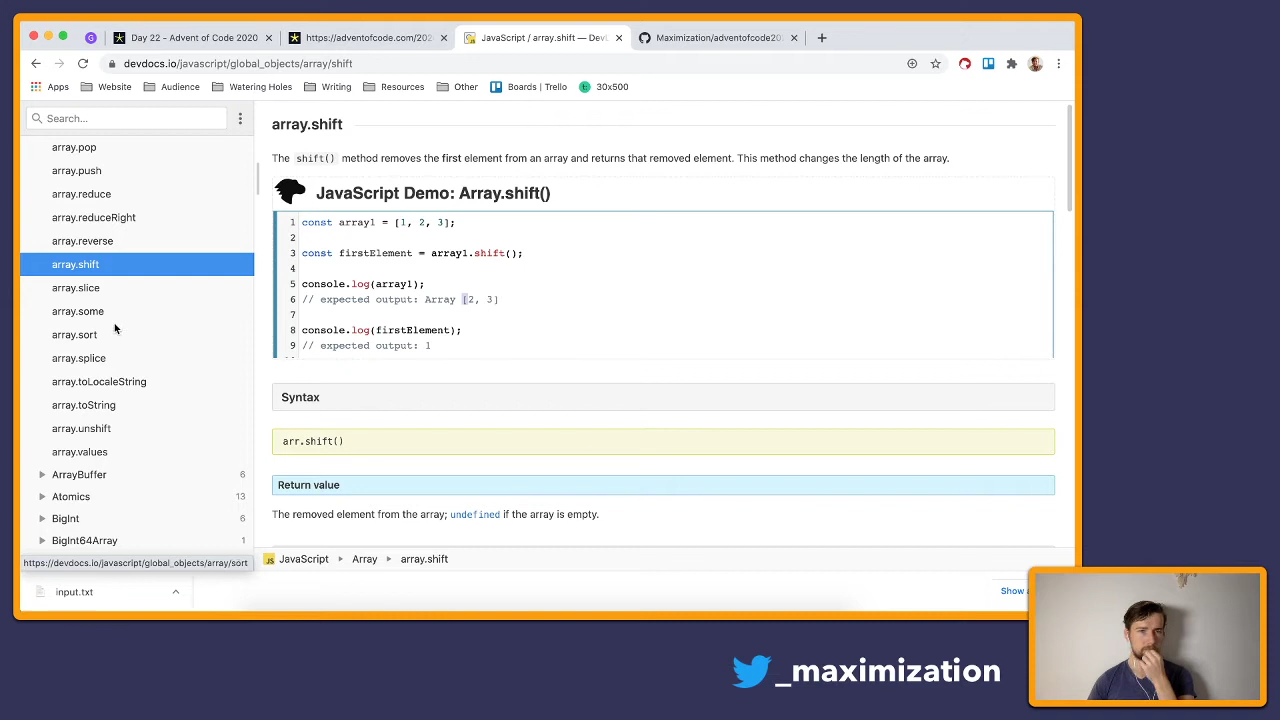 G
Day 22 - Advent of Code 2020
https://adventofcode.com/202
JavaScript / array.shift — Dev
Maximization/adventofcode20
devdocs.io/javascript/global_objects/array/shift
Apps
Website
Audience
Watering Holes
Writing
Resources
Other
Boards | Trello
30x500
Search...
array.pop
array.push
array.reduce
array.reduceRight
array.reverse
array.shift
array.slice
array.some
array.sort
array.splice
array.toLocaleString
array.toString
array.unshift
array.values
ArrayBuffer 6
Atomics 13
BigInt 6
BigInt64Array 1
https://devdocs.io/javascript/global_objects/array/sort
array.shift
The shift() method removes the first element from an array and returns that removed element. This method changes the length of the array.
JavaScript Demo: Array.shift()
1 const array1 = [1, 2, 3];
2
3 const firstElement = array1.shift();
4
5 console.log(array1);
6 // expected output: Array [2, 3]
7
8 console.log(firstElement);
9 // expected output: 1
Syntax
arr.shift()
Return value
The removed element from the array; undefined if the array is empty.
JS JavaScript Array array.shift
input.txt
Show
_maximization